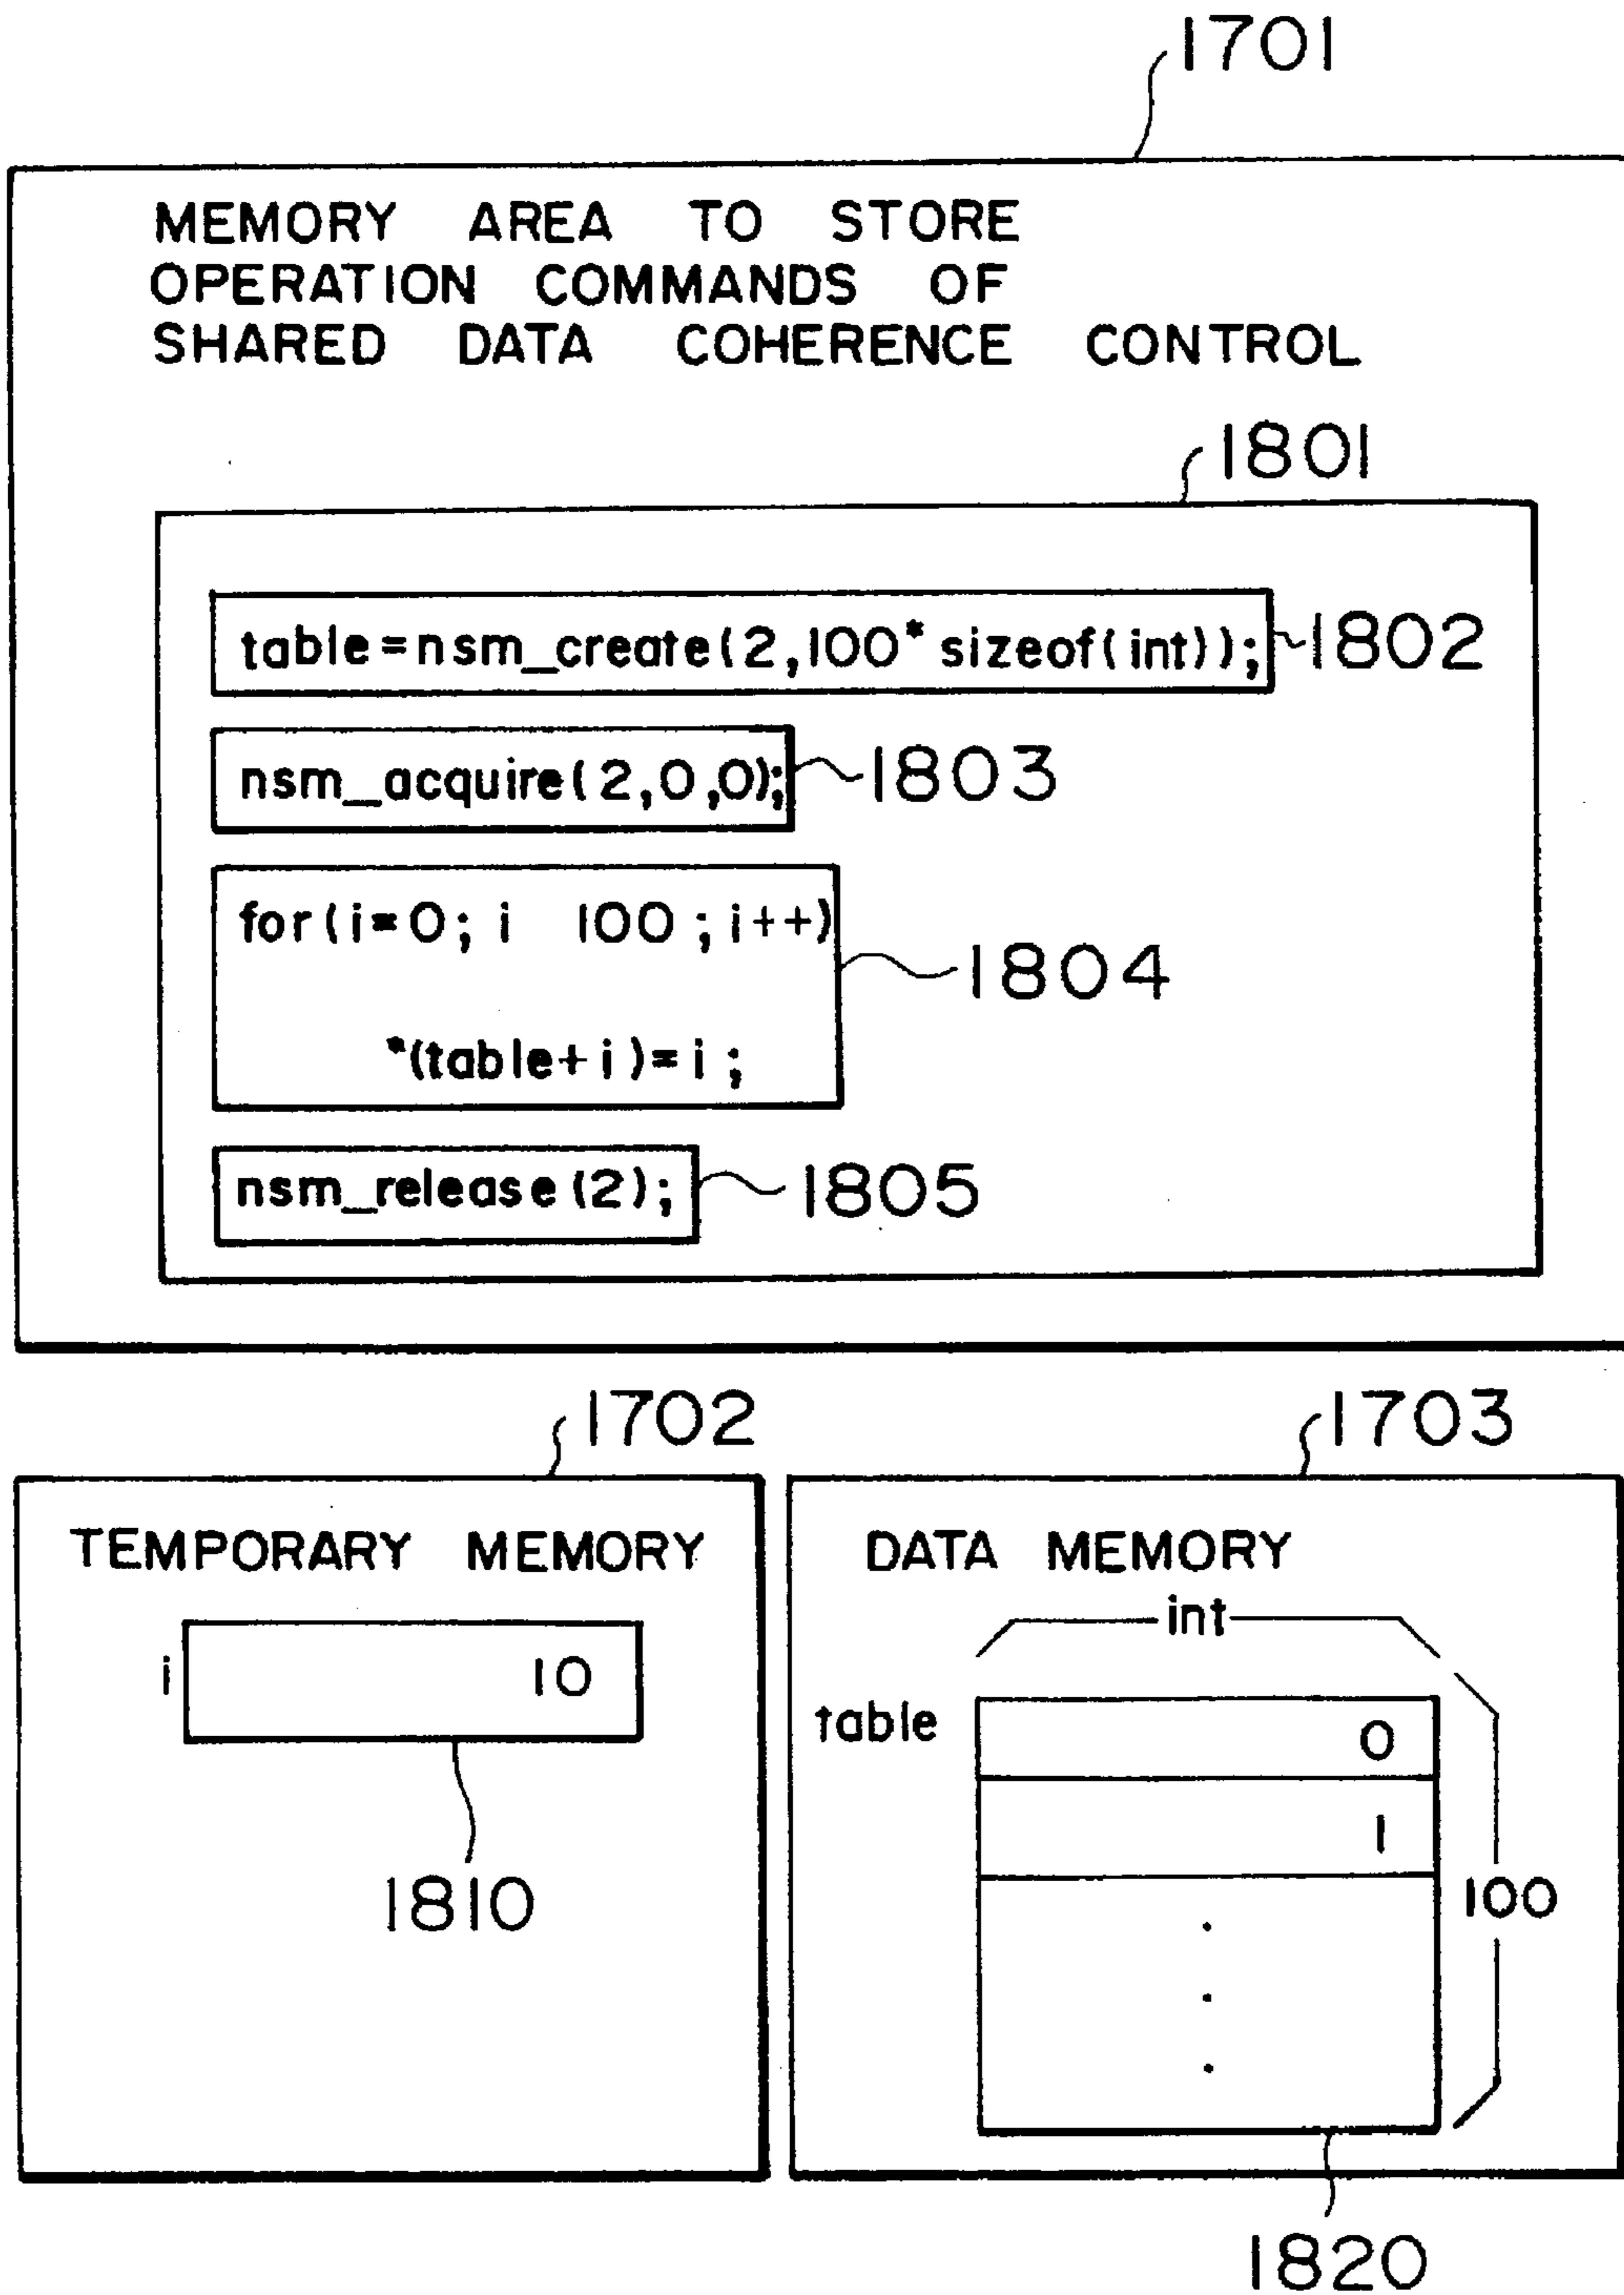 1701
MEMORY AREA TO STORE
OPERATION COMMANDS OF
SHARED DATA COHERENCE CONTROL
1801
table=nsm_create(2,100* sizeof(int));
1802
nsm_acquire(2,0,0);
1803
for(i=0; i 100 ; i++)
1804
*(table+i)=i ;
nsm_release(2);
1805
1702
1703
TEMPORARY MEMORY
i 10
1810
DATA MEMORY
int
table
0
1
.
.
.
100
1820